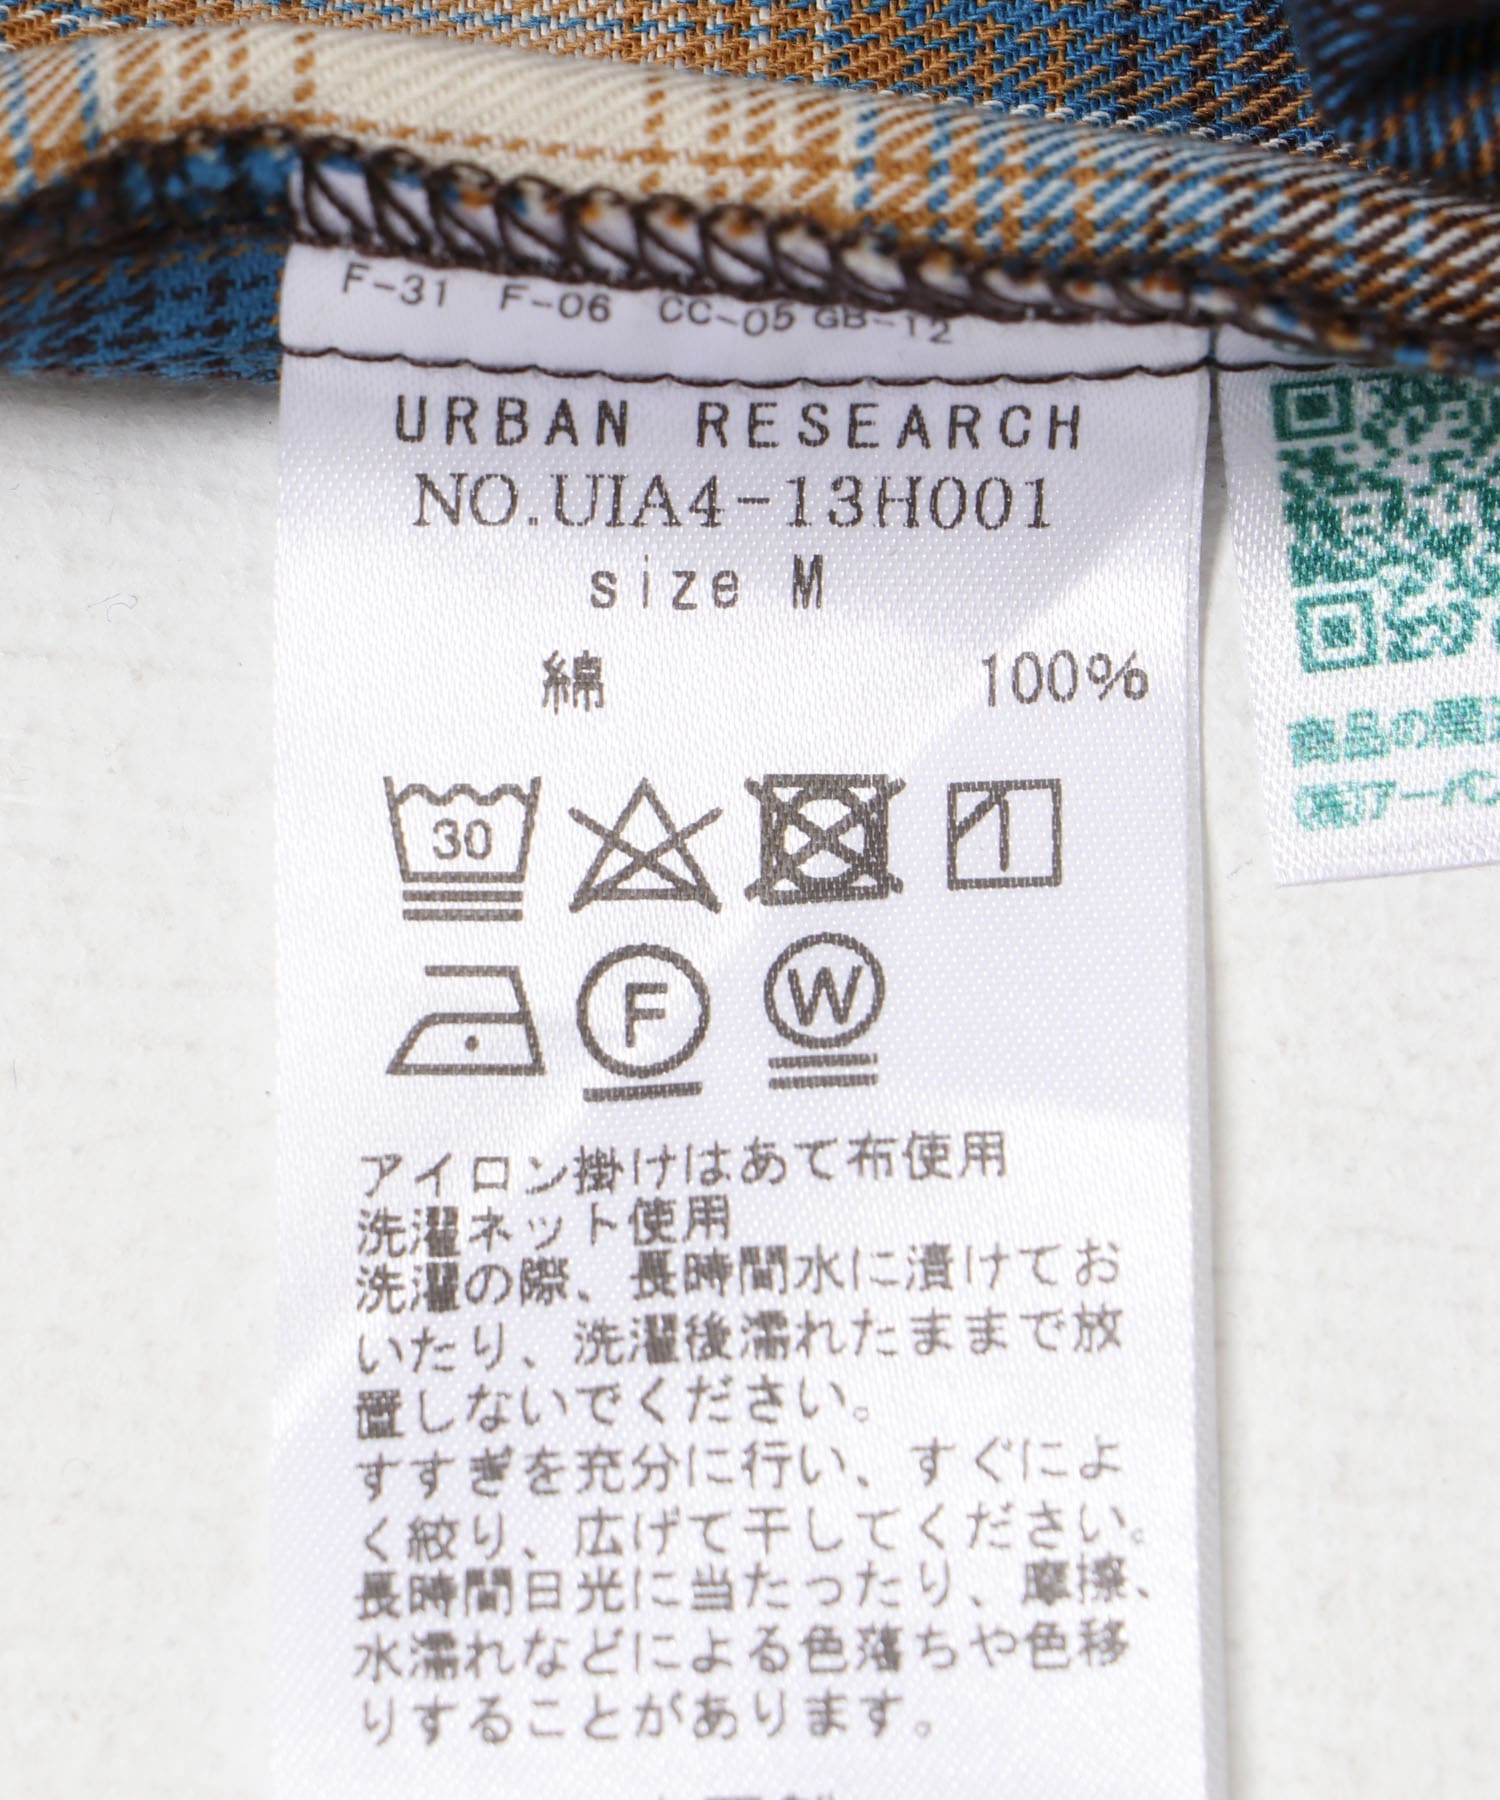 F-31 F-06 CC-05 GB-12
URBAN RESEARCH
NO.UIA4-13H001
size M
綿 100%
30
F W
アイロン掛けはあて布使用
洗濯ネット使用
洗濯の際、長時間水に漬けてお
いたり、洗濯後濡れたままで放
置しないでください。
すすぎを充分に行い、すぐによ
く絞り、広げて干してください。
長時間日光に当たったり、摩擦、
水濡れなどによる色落ちや色移
りすることがあります。
商品の関
(株)アーバ